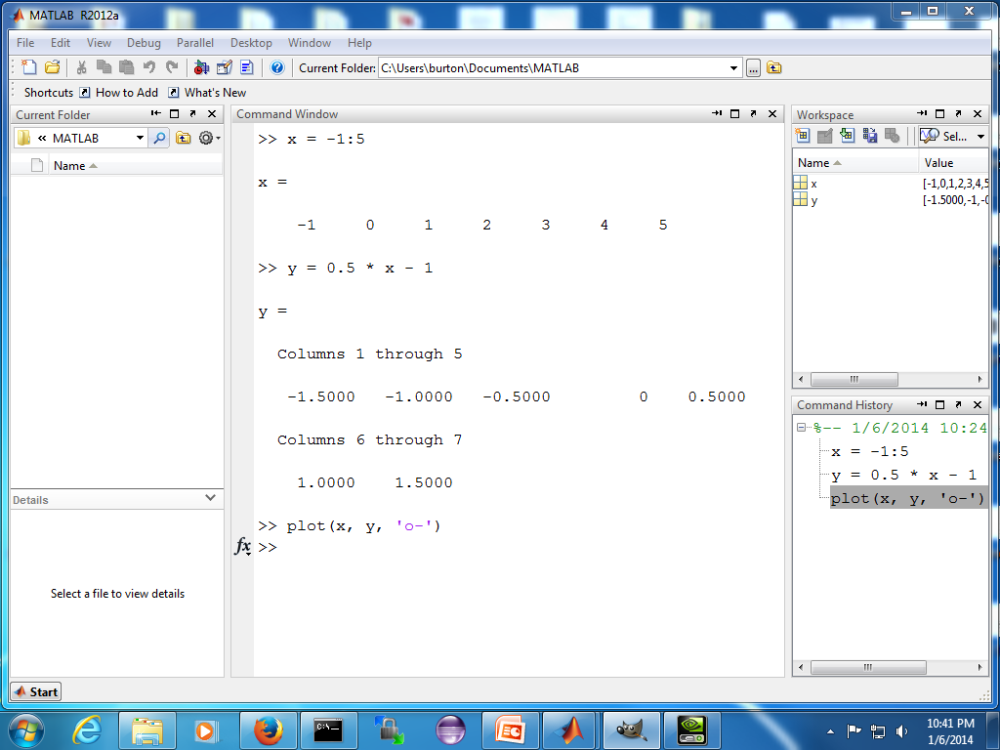 MATLAB R2012a
File Edit View Debug Parallel Desktop Window Help
Current Folder: C:\Users\burton\Documents\MATLAB ...
Shortcuts How to Add What's New
Current Folder
« MATLAB
Name
Details
Select a file to view details
Command Window
>> x = -1:5
x =
-1 0 1 2 3 4 5
>> y = 0.5 * x - 1
y =
Columns 1 through 5
-1.5000 -1.0000 -0.5000 0 0.5000
Columns 6 through 7
1.0000 1.5000
>> plot(x, y, 'o-')
fx >>
Workspace
Sel...
Name Value
x [-1,0,1,2,3,4,5
y [-1.5000,-1,-0
Command History
%-- 1/6/2014 10:24
x = -1:5
y = 0.5 * x - 1
plot(x, y, 'o-')
Start
C:\_
10:41 PM
1/6/2014